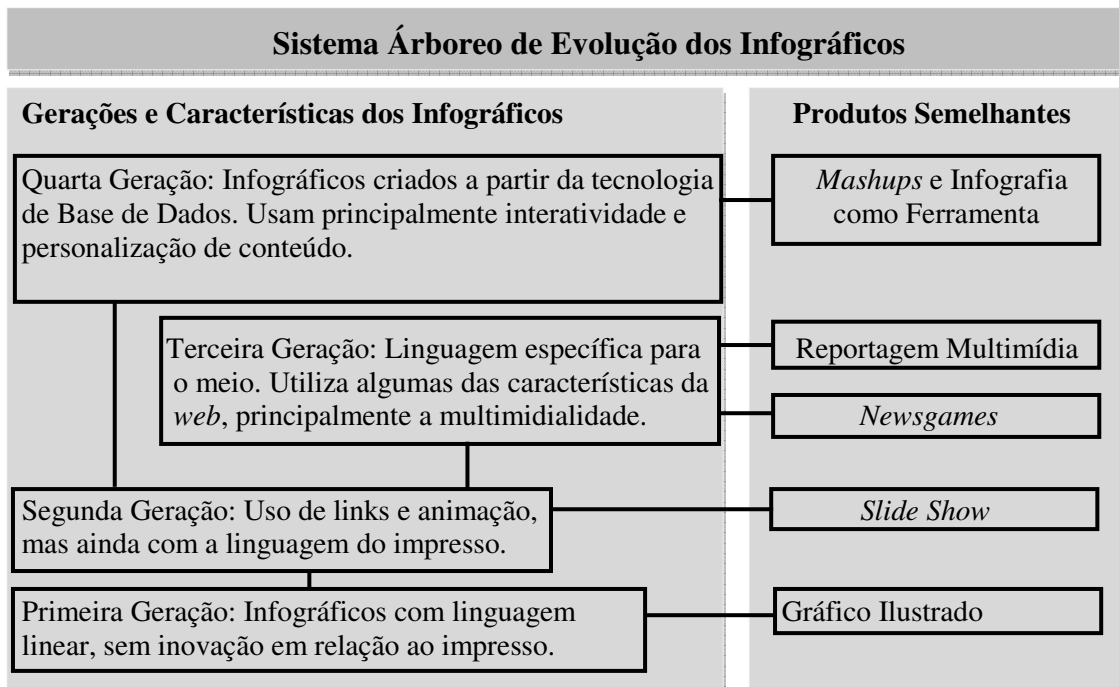 Sistema Árboreo de Evolução dos Infográficos
Gerações e Características dos Infográficos
Quarta Geração: Infográficos criados a partir da tecnologia
de Base de Dados. Usam principalmente interatividade e
personalização de conteúdo.
Terceira Geração: Linguagem específica para
o meio. Utiliza algumas das características da
web, principalmente a multimidialidade.
Segunda Geração: Uso de links e animação,
mas ainda com a linguagem do impresso.
Primeira Geração: Infográficos com linguagem
linear, sem inovação em relação ao impresso.
Produtos Semelhantes
Mashups e Infografia
como Ferramenta
Reportagem Multimídia
Newsgames
Slide Show
Gráfico Ilustrado